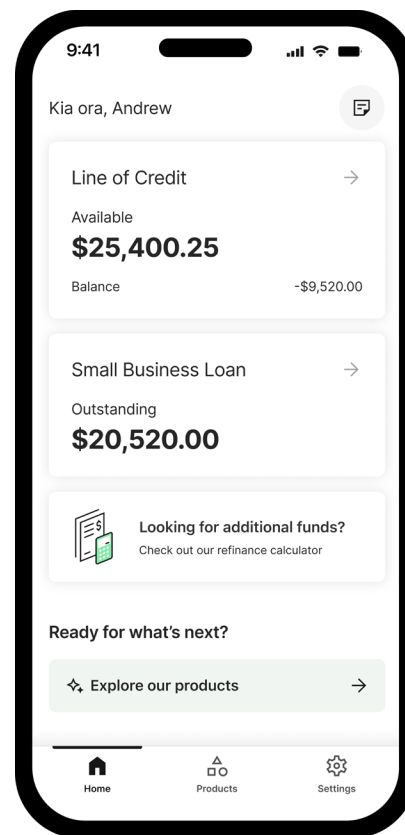 9:41
Kia ora, Andrew
Line of Credit
Available
$25,400.25
Balance -$9,520.00
Small Business Loan
Outstanding
$20,520.00
$
Looking for additional funds?
Check out our refinance calculator
Ready for what’s next?
Explore our products
Home Products Settings